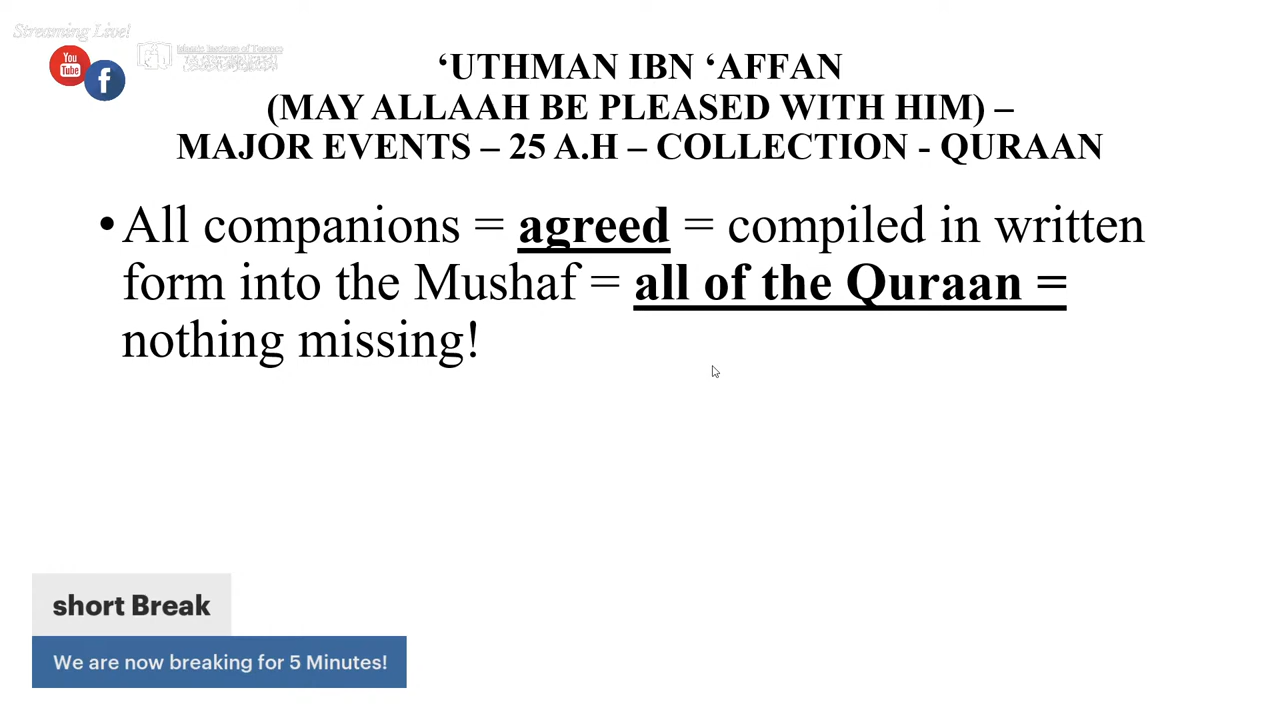 Streaming Live!
You
Tube
f
‘UTHMAN IBN ‘AFFAN
(MAY ALLAAH BE PLEASED WITH HIM) –
MAJOR EVENTS – 25 A.H – COLLECTION - QURAAN
•All companions = agreed = compiled in written
form into the Mushaf = all of the Quraan =
nothing missing!
short Break
We are now breaking for 5 Minutes!